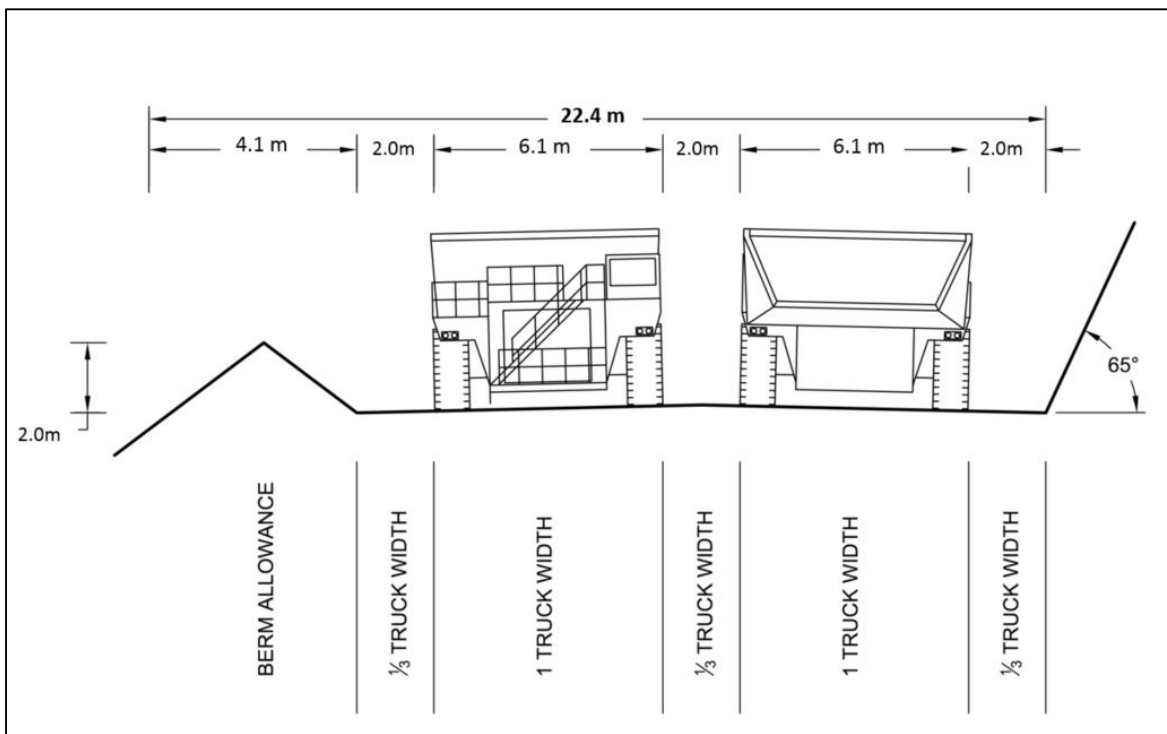 22.4 m
4.1 m
2.0m
6.1 m
2.0m
6.1 m
2.0m
65°
2.0m
BERM ALLOWANCE
⅓ TRUCK WIDTH
1 TRUCK WIDTH
⅓ TRUCK WIDTH
1 TRUCK WIDTH
⅓ TRUCK WIDTH